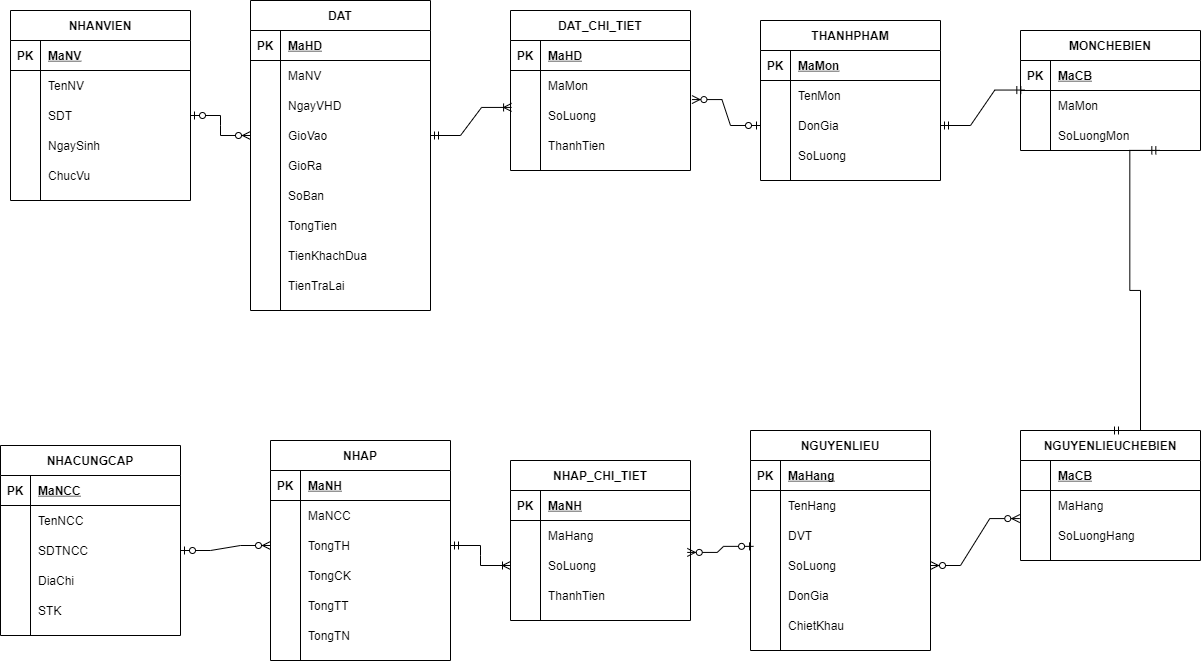 NHANVIEN
PK MaNV
TenNV
SDT
NgaySinh
ChucVu
DAT
PK MaHD
MaNV
NgayVHD
GioVao
GioRa
SoBan
TongTien
TienKhachDua
TienTraLai
DAT_CHI_TIET
PK MaHD
MaMon
SoLuong
ThanhTien
THANHPHAM
PK MaMon
TenMon
DonGia
SoLuong
MONCHEBIEN
PK MaCB
MaMon
SoLuongMon
NHACUNGCAP
PK MaNCC
TenNCC
SDTNCC
DiaChi
STK
NHAP
PK MaNH
MaNCC
TongTH
TongCK
TongTT
TongTN
NHAP_CHI_TIET
PK MaNH
MaHang
SoLuong
ThanhTien
NGUYENLIEU
PK MaHang
TenHang
DVT
SoLuong
DonGia
ChietKhau
NGUYENLIEUCHEBIEN
MaCB
MaHang
SoLuongHang